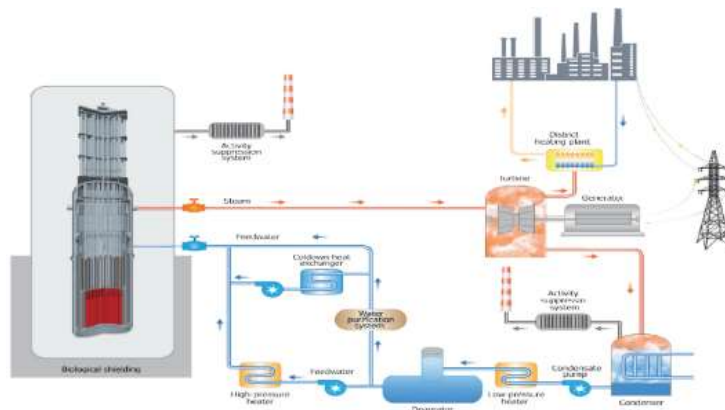 District
heating plant
Activity
suppression
system
Turbine
Steam
Generator
Feedwater
Cooldown heat
exchanger
Activity
suppression
system
Water
purification
system
Biological shielding
Feedwater
Condensate
pump
High-pressure
heater
Deaerator
Low-pressure
heater
Condenser